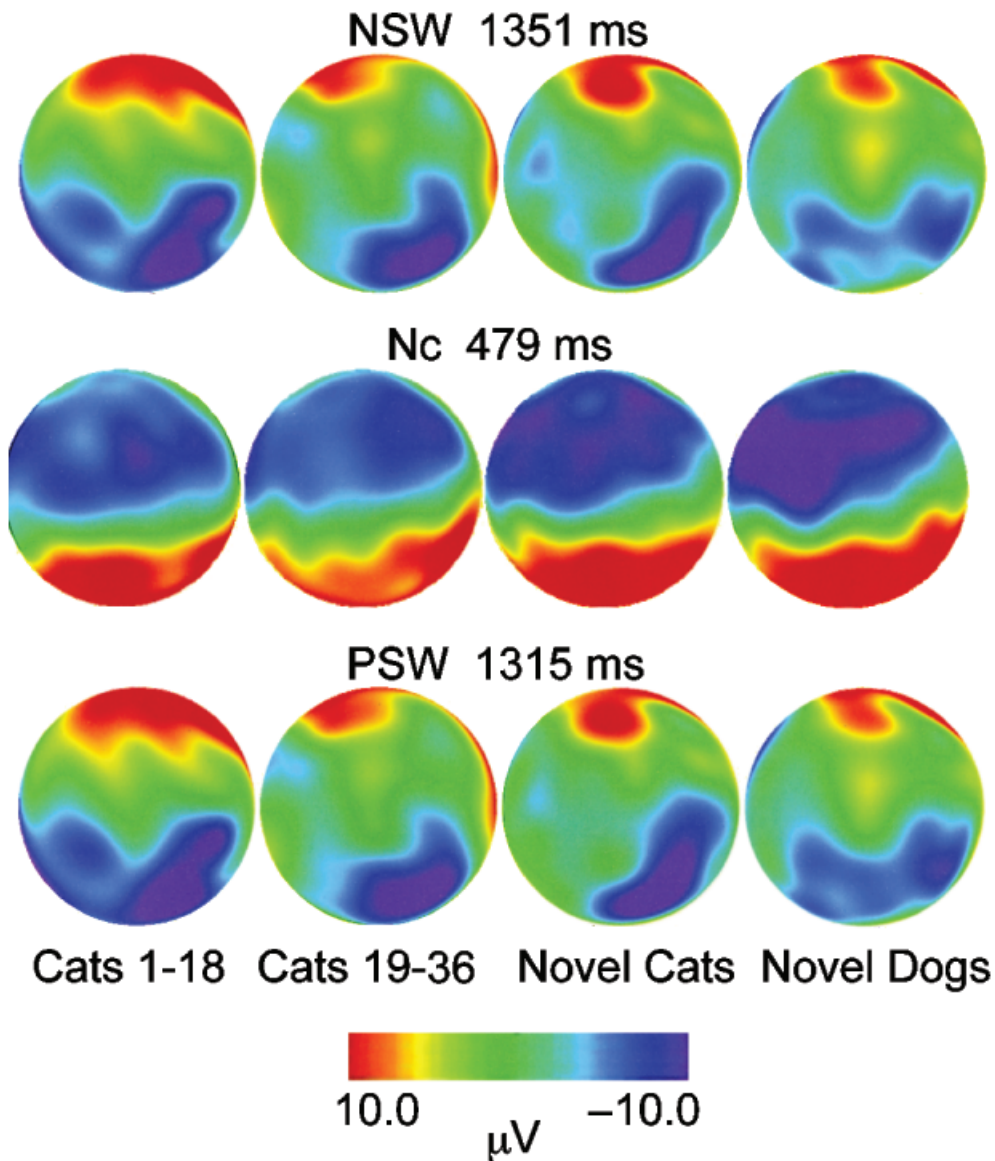 NSW 1351 ms
Nc 479 ms
PSW 1315 ms
Cats 1-18 Cats 19-36 Novel Cats Novel Dogs
10.0 –10.0
μV